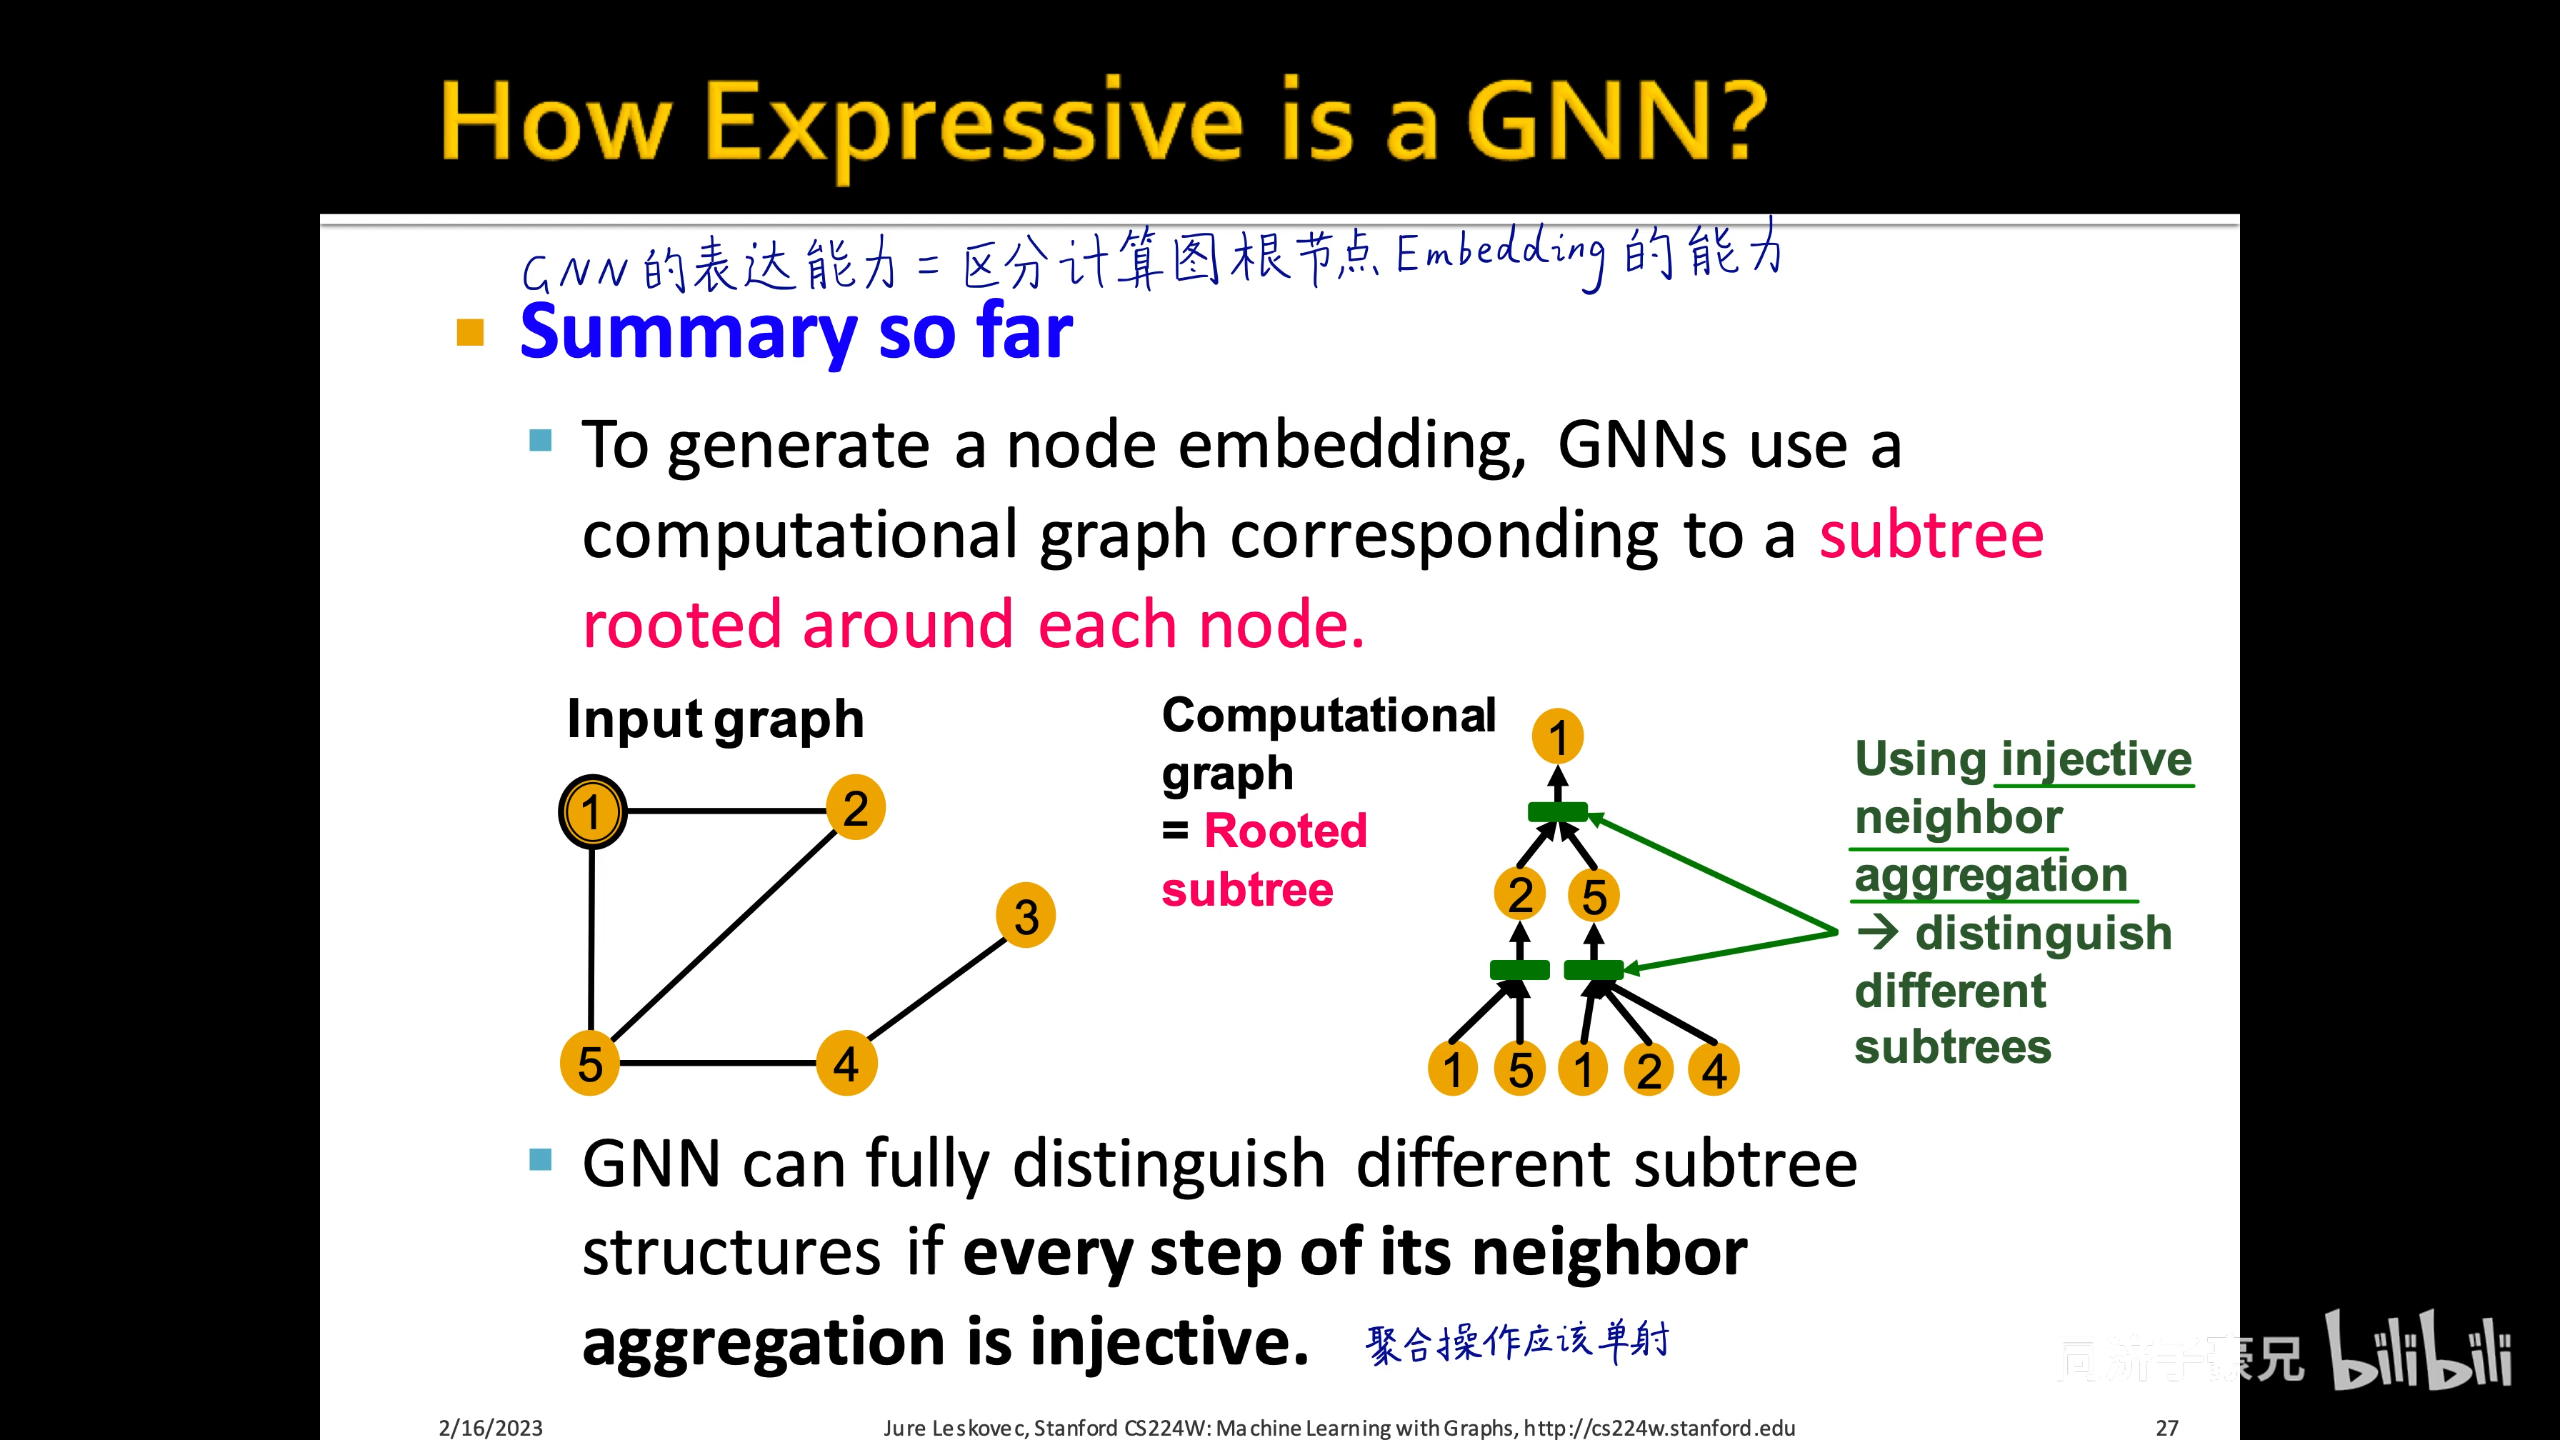 How Expressive is a GNN?
GNN的表达能力=区分计算图根节点Embedding的能力
Summary so far
To generate a node embedding, GNNs use a
computational graph corresponding to a subtree
rooted around each node.
Input graph
1
2
3
5
4
Computational
graph
= Rooted
subtree
1
2 5
1 5 1 2 4
Using injective
neighbor
aggregation
→ distinguish
different
subtrees
GNN can fully distinguish different subtree
structures if every step of its neighbor
aggregation is injective.
聚合操作应该单射
同济子豪兄 bilibili
2/16/2023
Jure Leskovec, Stanford CS224W: Machine Learning with Graphs, http://cs224w.stanford.edu
27